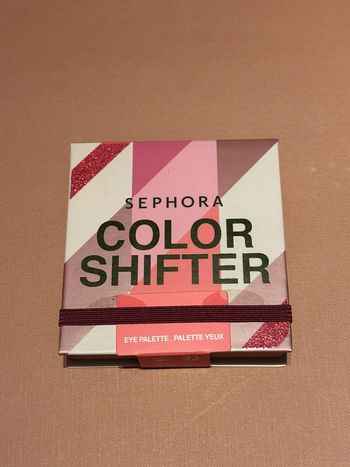 SEPHORA
COLOR
SHIFTER
EYE PALETTE . PALETTE YEUX